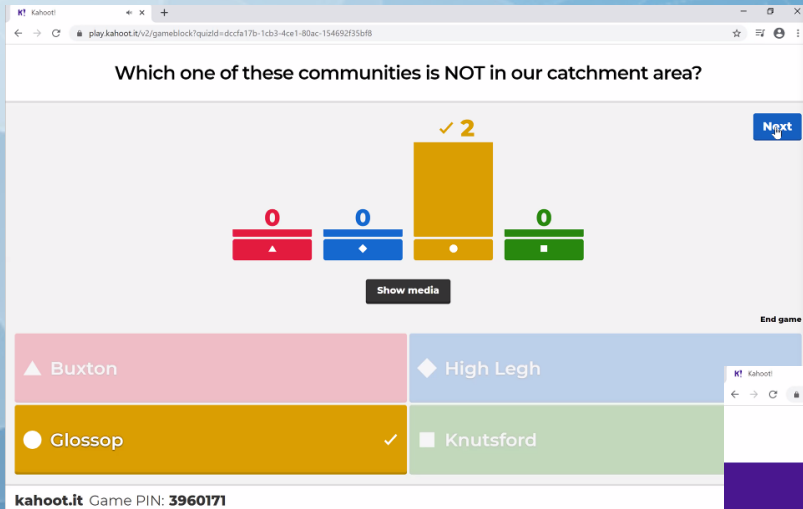 K! Kahoot!
play.kahoot.it/v2/gameblock?quizId=dccfa17b-1cb3-4ce1-80ac-154692f35bf8
Which one of these communities is NOT in our catchment area?
Next
2
0
0
0
Show media
End game
Buxton
High Legh
K! Kahoot!
Glossop
Knutsford
kahoot.it Game PIN: 3960171